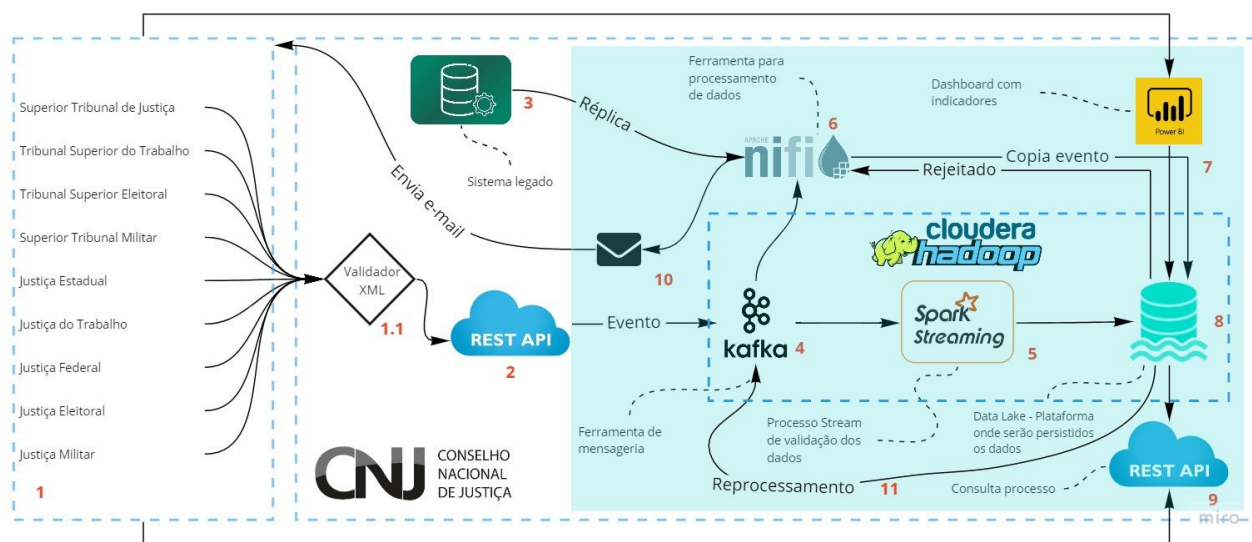 Superior Tribunal de Justiça
Tribunal Superior do Trabalho
Tribunal Superior Eleitoral
Superior Tribunal Militar
Justiça Estadual
Justiça do Trabalho
Justiça Federal
Justiça Eleitoral
Justiça Militar
1
Validador
XML
1.1
REST API
2
3
Sistema legado
Réplica
Envia e-mail
10
Evento
Ferramenta para
processamento
de dados
6
APACHE
nifi
Copia evento
Rejeitado
Dashboard com
indicadores
Power BI
7
cloudera
hadoop
kafka
4
Spark
Streaming
5
8
Ferramenta de
mensageria
Processo Stream
de validação dos
dados
Data Lake - Plataforma
onde serão persistidos
os dados
Reprocessamento
11
Consulta processo
REST API
9
CNJ
CONSELHO
NACIONAL
DE JUSTIÇA
miro